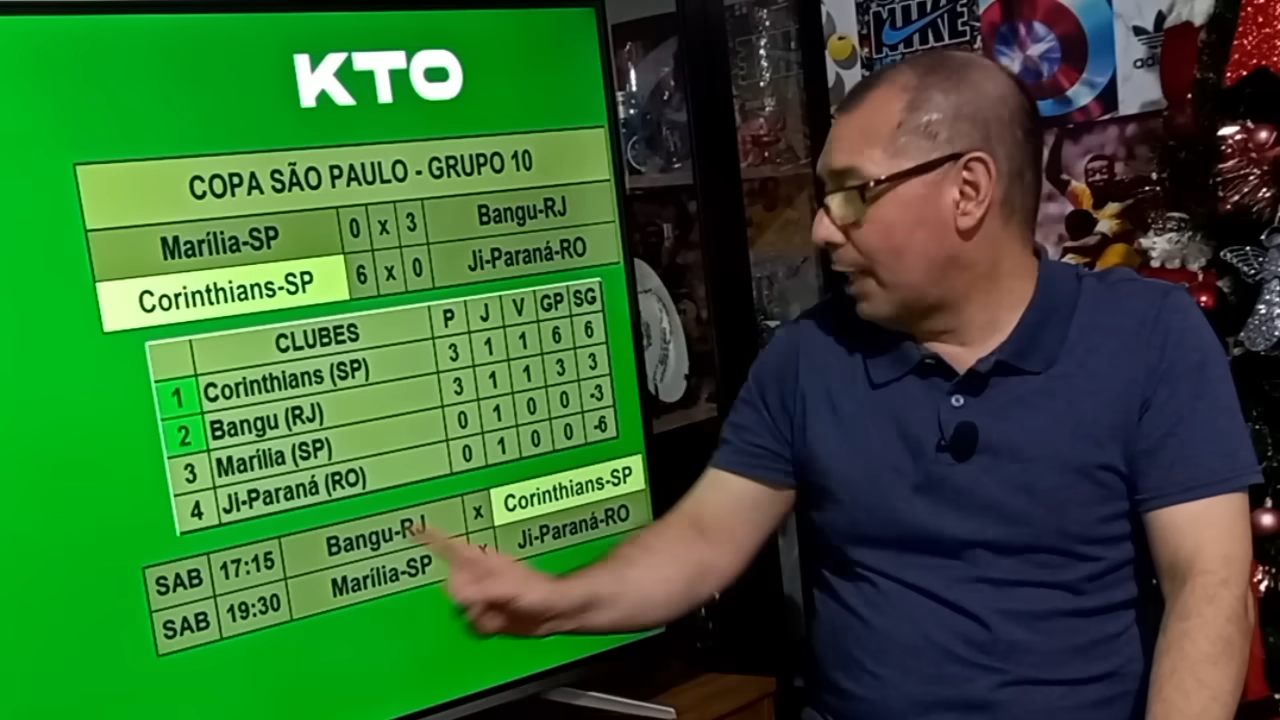 KTO
COPA SÃO PAULO - GRUPO 10
Marília-SP 0 x 3 Bangu-RJ
Corinthians-SP 6 x 0 Ji-Paraná-RO
CLUBES P J V GP SG
1 Corinthians (SP) 3 1 1 6 6
2 Bangu (RJ) 3 1 1 3 3
3 Marília (SP) 0 1 0 0 -3
4 Ji-Paraná (RO) 0 1 0 0 -6
SAB 17:15 Bangu-RJ x Corinthians-SP
SAB 19:30 Marília-SP x Ji-Paraná-RO
NIKE